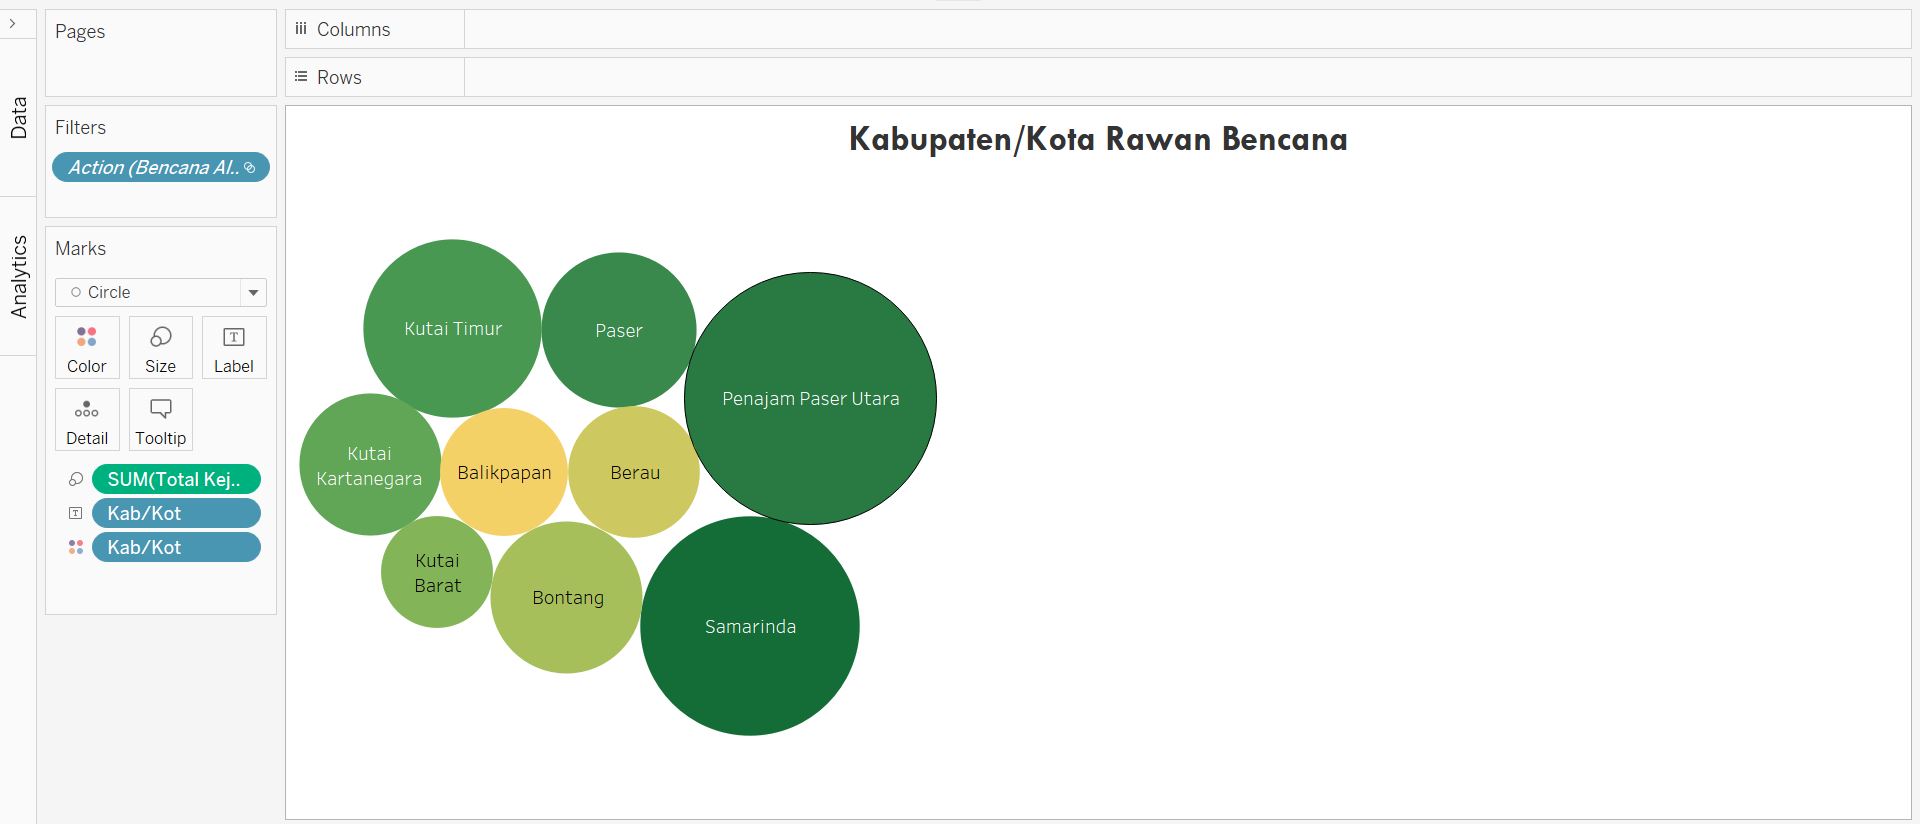 Pages
Columns
Rows
Data
Analytics
Filters
Action (Bencana Al..
Marks
Circle
Color
Size
Label
Detail
Tooltip
SUM(Total Kej..
Kab/Kot
Kab/Kot
Kabupaten/Kota Rawan Bencana
Kutai Timur
Paser
Penajam Paser Utara
Kutai
Kartanegara
Balikpapan
Berau
Kutai
Barat
Bontang
Samarinda